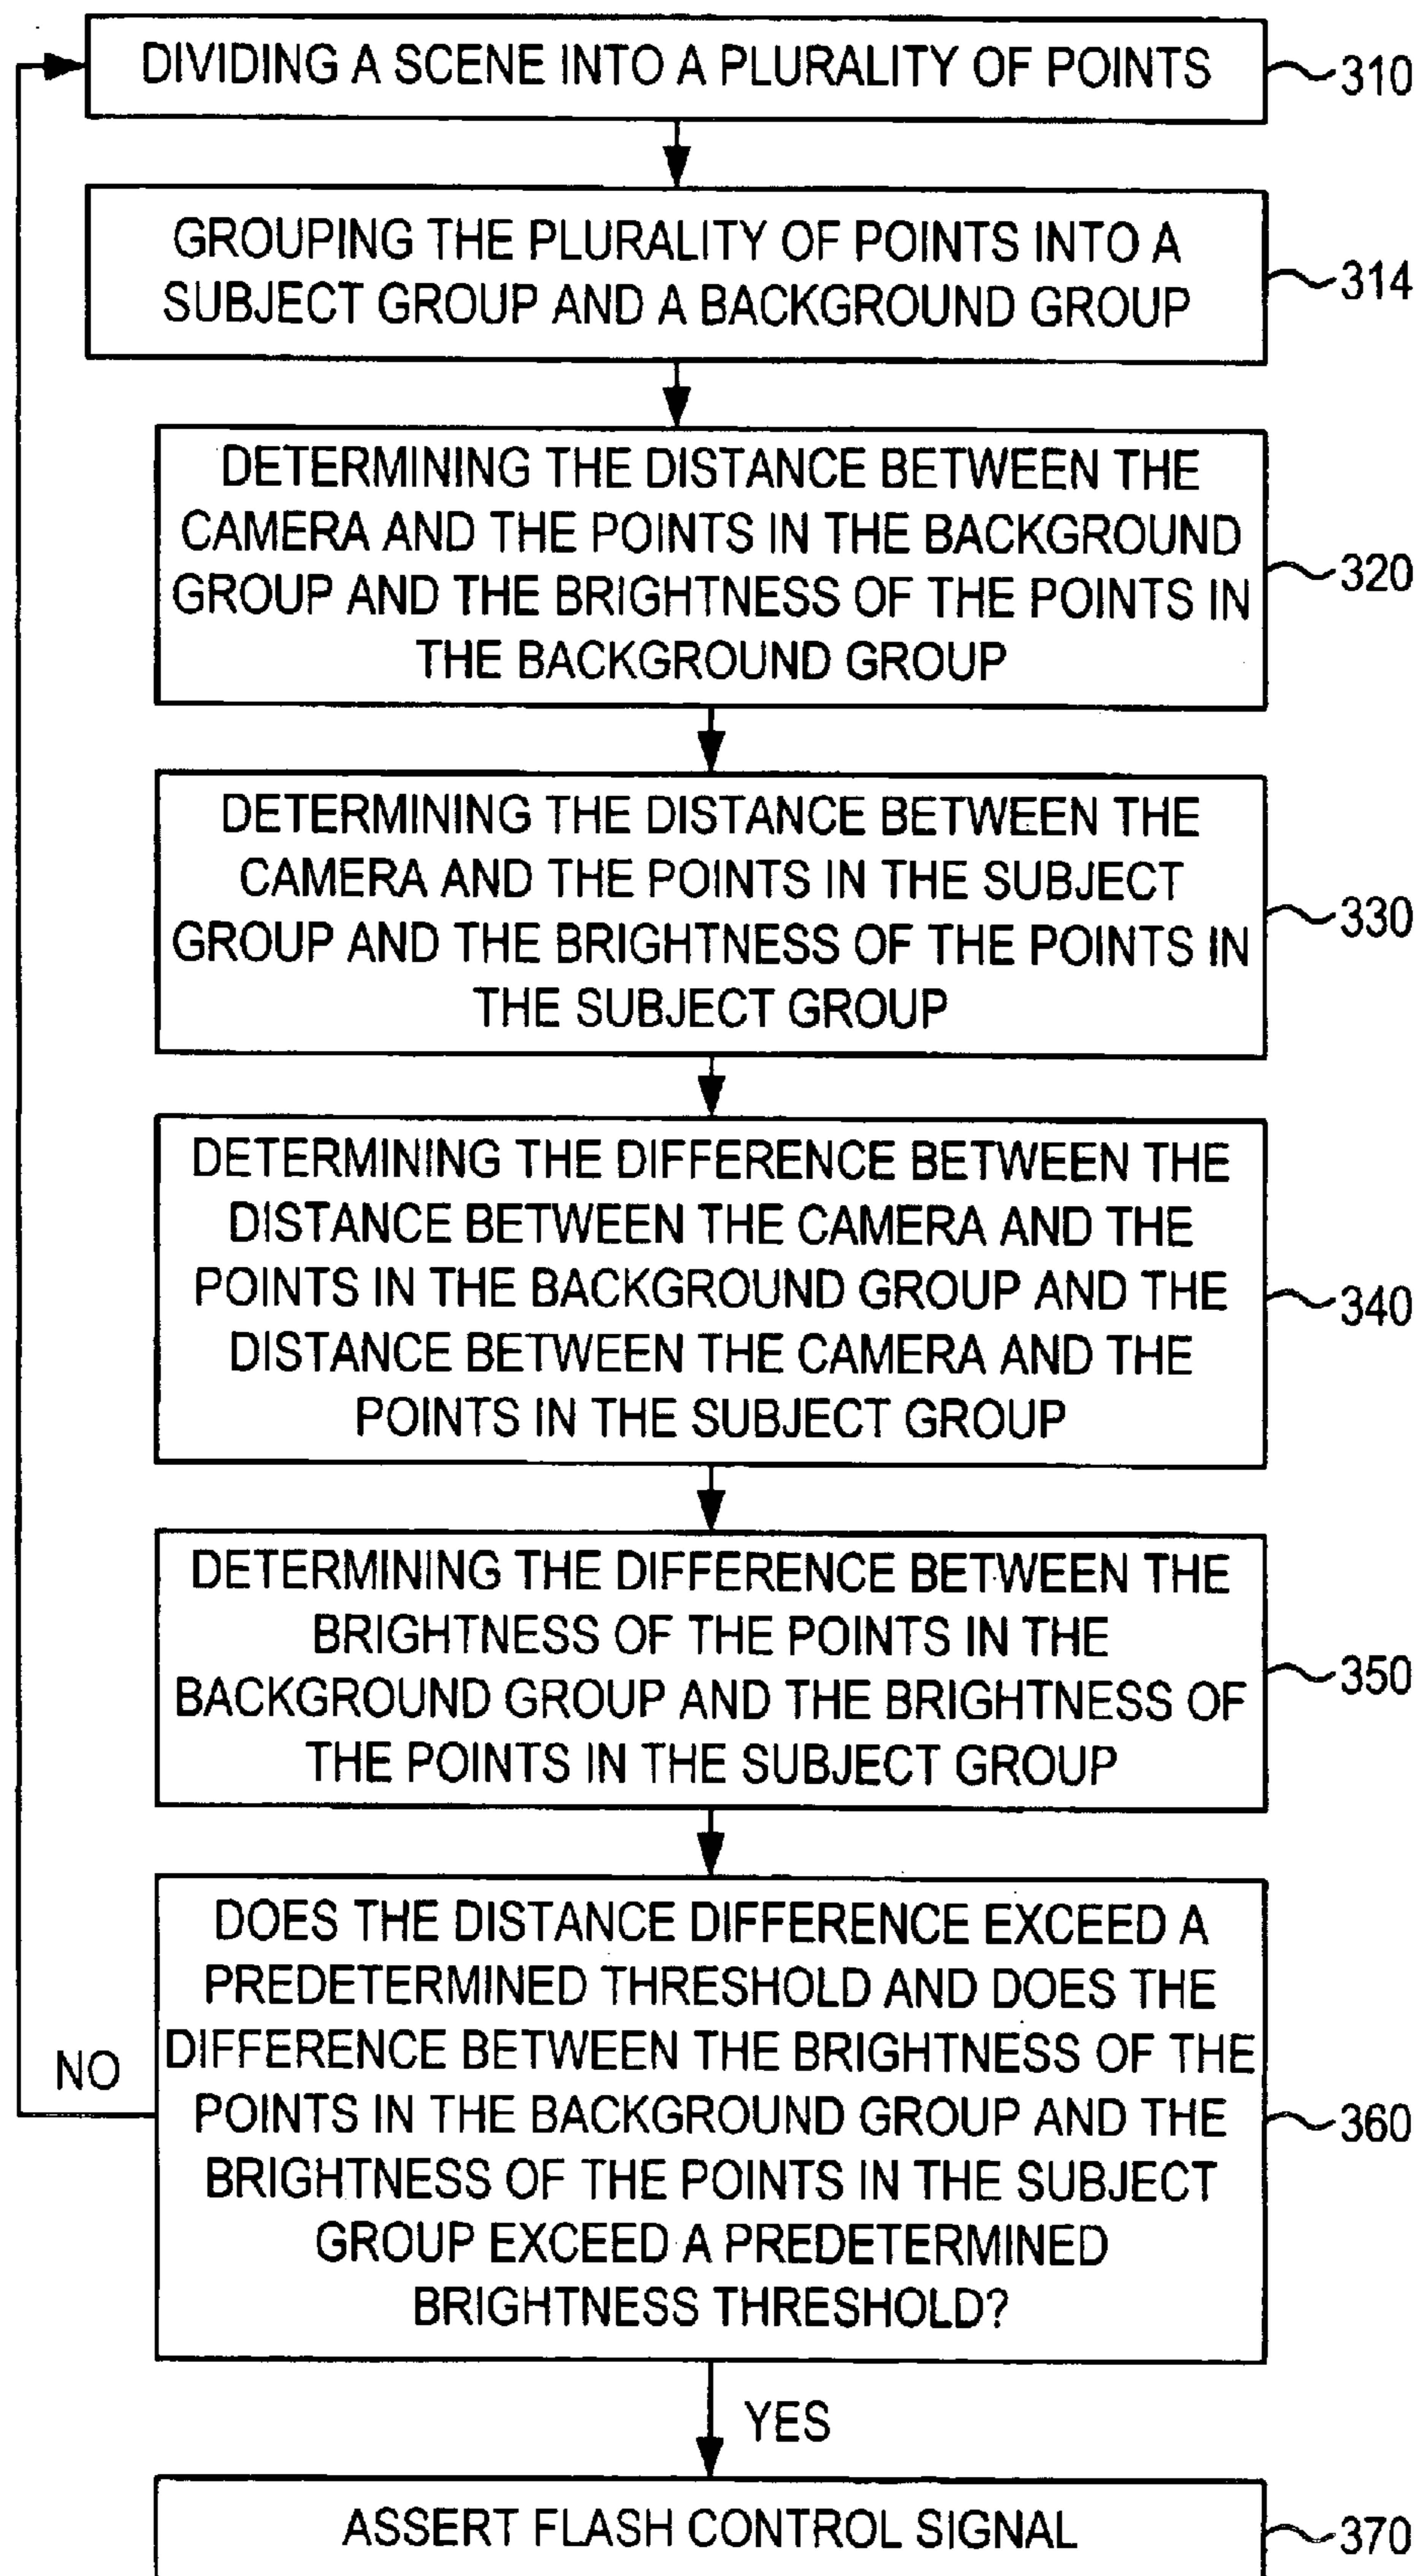 DIVIDING A SCENE INTO A PLURALITY OF POINTS
310
GROUPING THE PLURALITY OF POINTS INTO A
SUBJECT GROUP AND A BACKGROUND GROUP
314
DETERMINING THE DISTANCE BETWEEN THE
CAMERA AND THE POINTS IN THE BACKGROUND
GROUP AND THE BRIGHTNESS OF THE POINTS IN
THE BACKGROUND GROUP
320
DETERMINING THE DISTANCE BETWEEN THE
CAMERA AND THE POINTS IN THE SUBJECT
GROUP AND THE BRIGHTNESS OF THE POINTS IN
THE SUBJECT GROUP
330
DETERMINING THE DIFFERENCE BETWEEN THE
DISTANCE BETWEEN THE CAMERA AND THE
POINTS IN THE BACKGROUND GROUP AND THE
DISTANCE BETWEEN THE CAMERA AND THE
POINTS IN THE SUBJECT GROUP
340
DETERMINING THE DIFFERENCE BETWEEN THE
BRIGHTNESS OF THE POINTS IN THE
BACKGROUND GROUP AND THE BRIGHTNESS OF
THE POINTS IN THE SUBJECT GROUP
350
DOES THE DISTANCE DIFFERENCE EXCEED A
PREDETERMINED THRESHOLD AND DOES THE
DIFFERENCE BETWEEN THE BRIGHTNESS OF THE
POINTS IN THE BACKGROUND GROUP AND THE
BRIGHTNESS OF THE POINTS IN THE SUBJECT
GROUP EXCEED A PREDETERMINED
BRIGHTNESS THRESHOLD?
360
NO
YES
ASSERT FLASH CONTROL SIGNAL
370